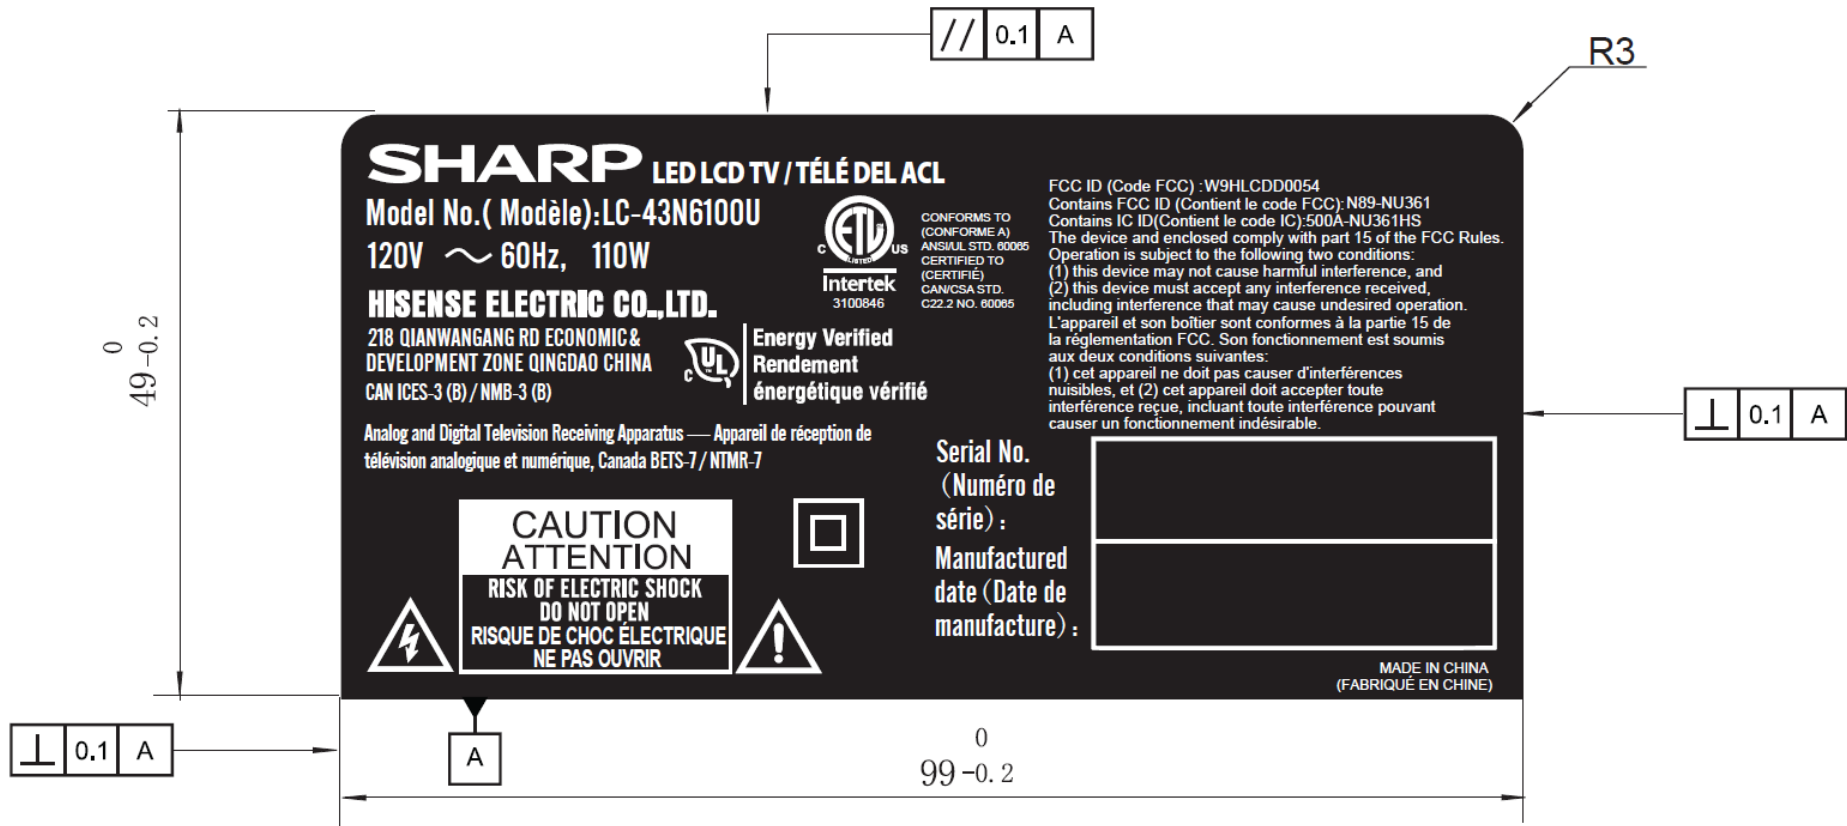 // 0.1 A
R3
SHARP LED LCD TV / TÉLÉ DEL ACL
Model No.( Modèle):LC-43N6100U
120V ～ 60Hz, 110W
HISENSE ELECTRIC CO.,LTD.
218 QIANWANGANG RD ECONOMIC &
DEVELOPMENT ZONE QINGDAO CHINA
CAN ICES-3 (B) / NMB-3 (B)
C ETL US
LISTED
Intertek
3100846
CONFORMS TO
(CONFORME A)
ANSI/UL STD. 60065
CERTIFIED TO
(CERTIFIÉ)
CAN/CSA STD.
C22.2 NO. 60065
C UL
TM
Energy Verified
Rendement
énergétique vérifié
Analog and Digital Television Receiving Apparatus — Appareil de réception de
télévision analogique et numérique, Canada BETS-7 / NTMR-7
CAUTION
ATTENTION
RISK OF ELECTRIC SHOCK
DO NOT OPEN
RISQUE DE CHOC ÉLECTRIQUE
NE PAS OUVRIR
FCC ID (Code FCC) :W9HLCDD0054
Contains FCC ID (Contient le code FCC):N89-NU361
Contains IC ID(Contient le code IC):500A-NU361HS
The device and enclosed comply with part 15 of the FCC Rules.
Operation is subject to the following two conditions:
(1) this device may not cause harmful interference, and
(2) this device must accept any interference received,
including interference that may cause undesired operation.
L'appareil et son boîtier sont conformes à la partie 15 de
la réglementation FCC. Son fonctionnement est soumis
aux deux conditions suivantes:
(1) cet appareil ne doit pas causer d'interférences
nuisibles, et (2) cet appareil doit accepter toute
interférence reçue, incluant toute interférence pouvant
causer un fonctionnement indésirable.
Serial No.
(Numéro de
série):
Manufactured
date (Date de
manufacture):
MADE IN CHINA
(FABRIQUÉ EN CHINE)
0
49-0.2
⊥ 0.1 A
⊥ 0.1 A
A
0
99-0.2